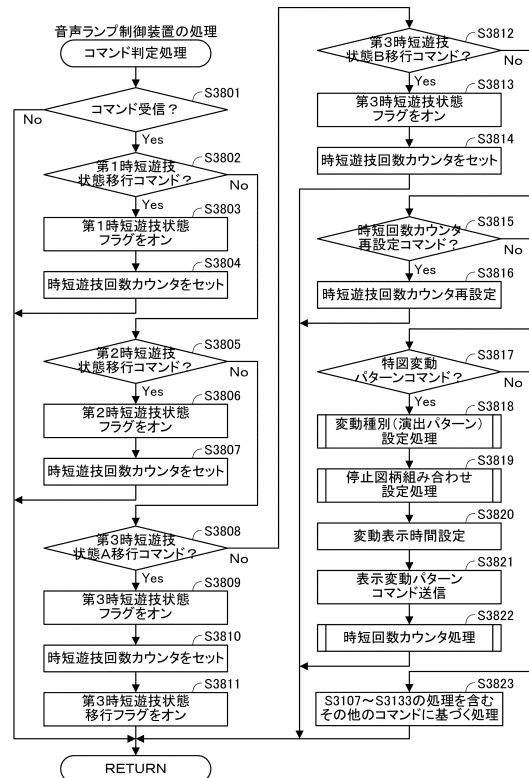 音声ランプ制御装置の処理
コマンド判定処理
S3801
コマンド受信？
No
Yes
S3802
第1時短遊技
状態移行コマンド？
No
Yes
S3803
第1時短遊技状態
フラグをオン
S3804
時短遊技回数カウンタをセット
S3805
第2時短遊技
状態移行コマンド？
No
Yes
S3806
第2時短遊技状態
フラグをオン
S3807
時短遊技回数カウンタをセット
S3808
第3時短遊技
状態A移行コマンド？
No
Yes
S3809
第3時短遊技状態
フラグをオン
S3810
時短遊技回数カウンタをセット
S3811
第3時短遊技状態
移行フラグをオン
RETURN
S3812
第3時短遊技
状態B移行コマンド？
No
Yes
S3813
第3時短遊技状態
フラグをオン
S3814
時短遊技回数カウンタをセット
S3815
時短回数カウンタ
再設定コマンド？
No
Yes
S3816
時短遊技回数カウンタ再設定
S3817
特図変動
パターンコマンド？
No
Yes
S3818
変動種別（演出パターン）
設定処理
S3819
停止図柄組み合わせ
設定処理
S3820
変動表示時間設定
S3821
表示変動パターン
コマンド送信
S3822
時短回数カウンタ処理
S3823
S3107～S3133の処理を含む
その他のコマンドに基づく処理